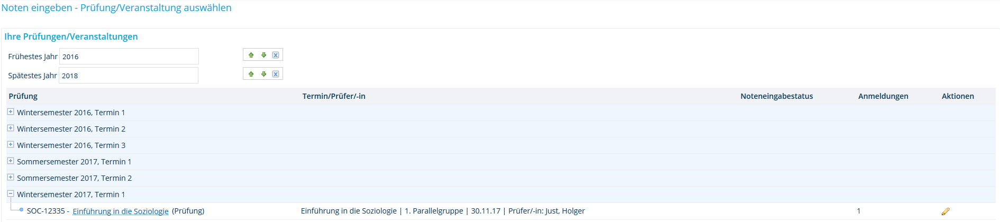 Noten eingeben - Prüfung/Veranstaltung auswählen
Ihre Prüfungen/Veranstaltungen
Frühestes Jahr 2016
Spätestes Jahr 2018
Prüfung Termin/Prüfer/-in Noteneingabestatus Anmeldungen Aktionen
Wintersemester 2016, Termin 1
Wintersemester 2016, Termin 2
Wintersemester 2016, Termin 3
Sommersemester 2017, Termin 1
Sommersemester 2017, Termin 2
Wintersemester 2017, Termin 1
SOC-12335 - Einführung in die Soziologie (Prüfung) Einführung in die Soziologie | 1. Parallelgruppe | 30.11.17 | Prüfer/-in: Just, Holger 1